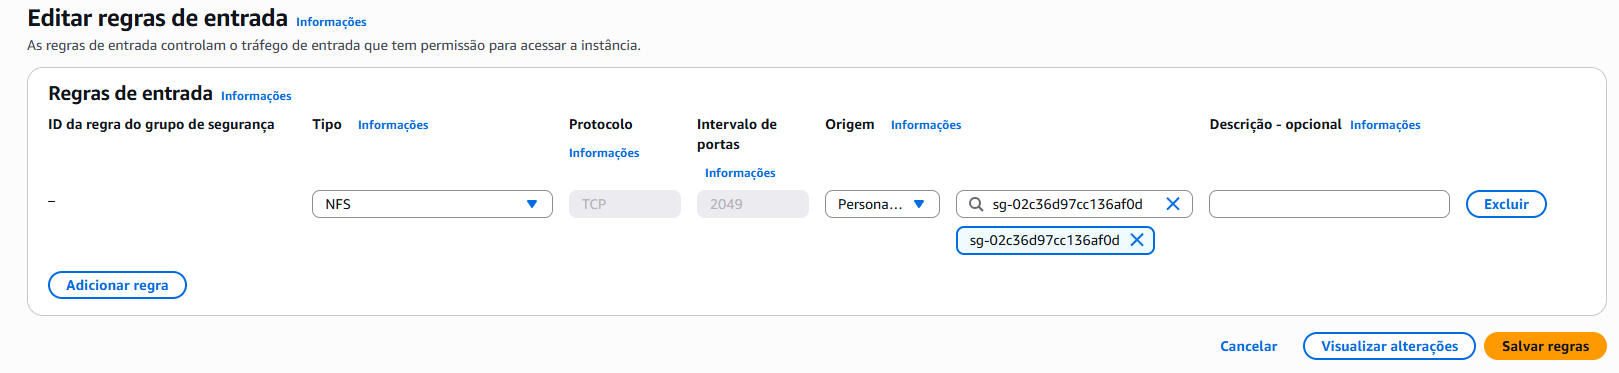 Editar regras de entrada Informações
As regras de entrada controlam o tráfego de entrada que tem permissão para acessar a instância.
Regras de entrada Informações
ID da regra do grupo de segurança
Tipo Informações
Protocolo
Informações
Intervalo de
portas
Informações
Origem Informações
Descrição - opcional Informações
–
NFS
TCP
2049
Persona...
sg-02c36d97cc136af0d
sg-02c36d97cc136af0d
Excluir
Adicionar regra
Cancelar
Visualizar alterações
Salvar regras